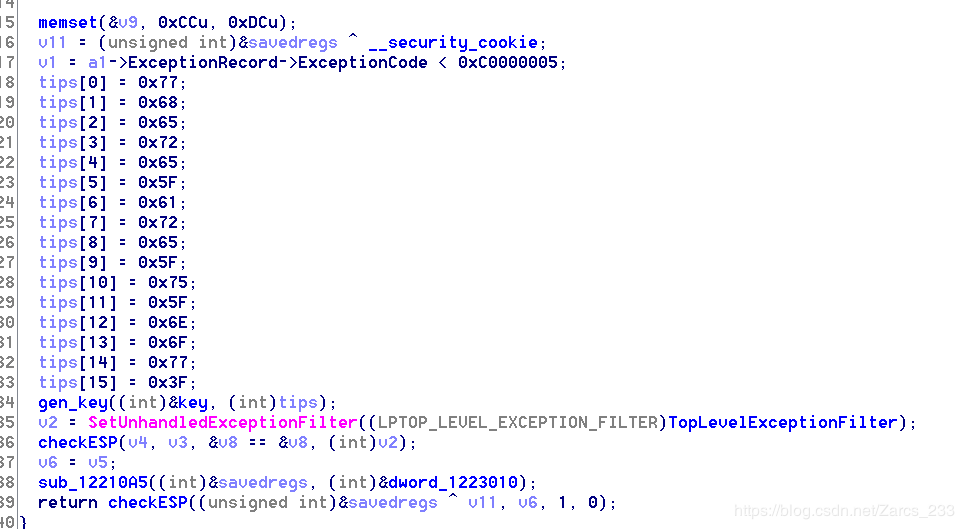 14
15 memset(&v9, 0xCCu, 0xDCu);
16 v11 = (unsigned int)&savedregs ^ __security_cookie;
17 v1 = a1->ExceptionRecord->ExceptionCode < 0xC0000005;
18 tips[0] = 0x77;
19 tips[1] = 0x68;
20 tips[2] = 0x65;
21 tips[3] = 0x72;
22 tips[4] = 0x65;
23 tips[5] = 0x5F;
24 tips[6] = 0x61;
25 tips[7] = 0x72;
26 tips[8] = 0x65;
27 tips[9] = 0x5F;
28 tips[10] = 0x75;
29 tips[11] = 0x5F;
30 tips[12] = 0x6E;
31 tips[13] = 0x6F;
32 tips[14] = 0x77;
33 tips[15] = 0x3F;
34 gen_key((int)&key, (int)tips);
35 v2 = SetUnhandledExceptionFilter((LPTOP_LEVEL_EXCEPTION_FILTER)TopLevelExceptionFilter);
36 checkESP(v4, v3, &v8 == &v8, (int)v2);
37 v6 = v5;
38 sub_12210A5((int)&savedregs, (int)&dword_1223010);
39 return checkESP((unsigned int)&savedregs ^ v11, v6, 1, 0);
40 }
https://blog.csdn.net/Zarcs_233